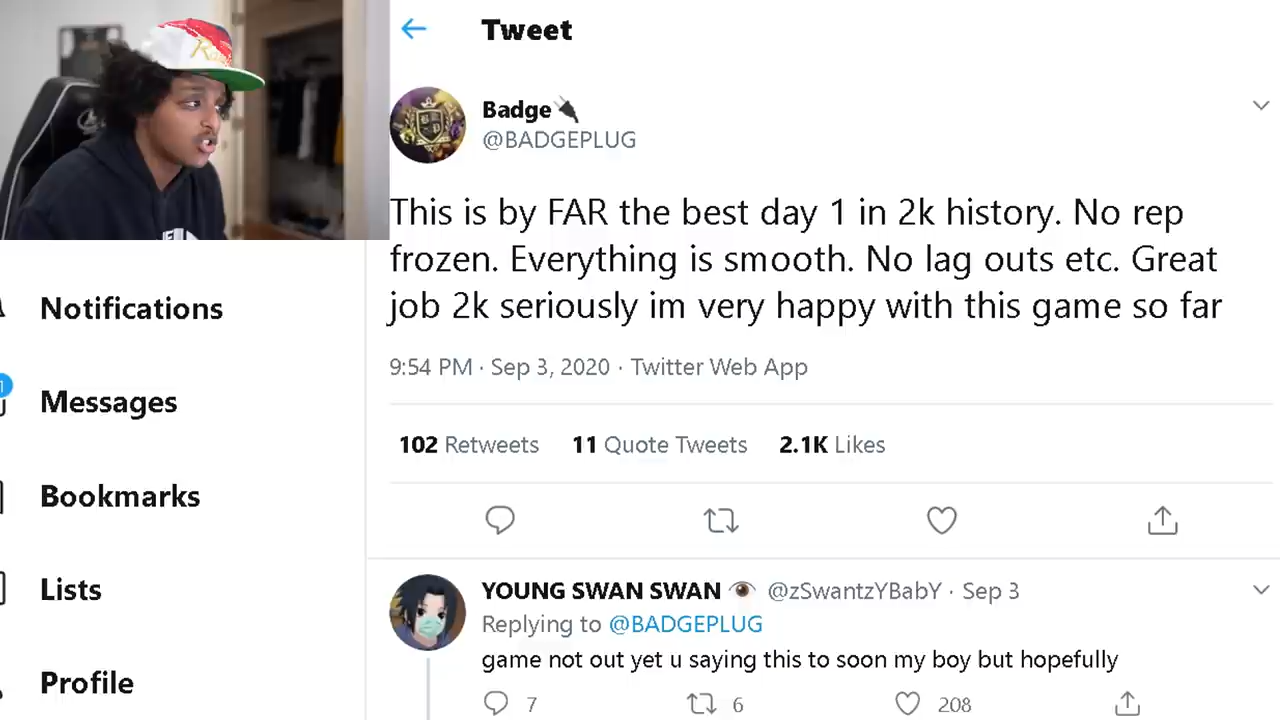 Tweet
Badge
@BADGEPLUG
This is by FAR the best day 1 in 2k history. No rep
frozen. Everything is smooth. No lag outs etc. Great
job 2k seriously im very happy with this game so far
9:54 PM · Sep 3, 2020 · Twitter Web App
102 Retweets 11 Quote Tweets 2.1K Likes
YOUNG SWAN SWAN @zSwantzYBabY · Sep 3
Replying to @BADGEPLUG
game not out yet u saying this to soon my boy but hopefully
7 6 208
Notifications
1
Messages
Bookmarks
Lists
Profile